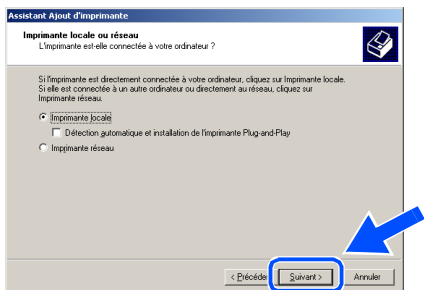 Assistant Ajout d'imprimante
Imprimante locale ou réseau
L'imprimante est-elle connectée à votre ordinateur ?
Si l'imprimante est directement connectée à votre ordinateur, cliquez sur Imprimante locale.
Si elle est connectée à un autre ordinateur ou directement au réseau, cliquez sur
Imprimante réseau.
Imprimante locale
Détection automatique et installation de l'imprimante Plug-and-Play
Imprimante réseau
< Précéden Suivant > Annuler